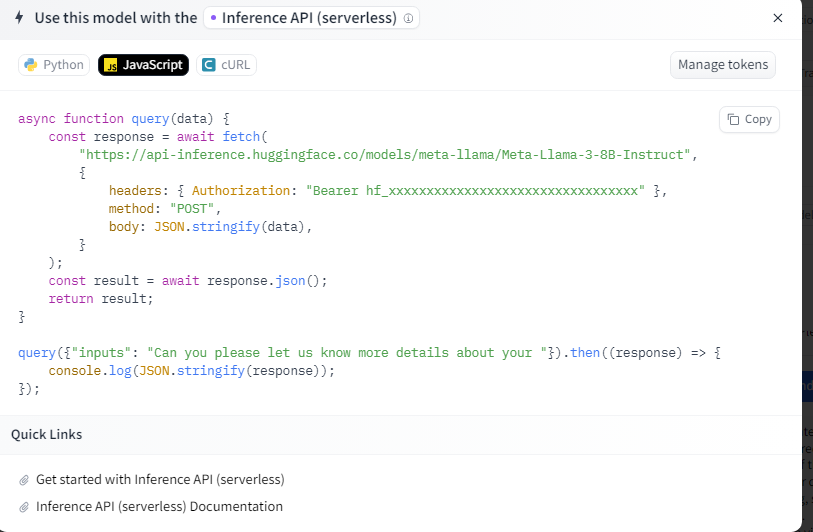 Use this model with the Inference API (serverless)
Python JavaScript cURL Manage tokens
Copy
async function query(data) {
    const response = await fetch(
        "https://api-inference.huggingface.co/models/meta-llama/Meta-Llama-3-8B-Instruct",
        {
            headers: { Authorization: "Bearer hf_xxxxxxxxxxxxxxxxxxxxxxxxxxxxxxxxx" },
            method: "POST",
            body: JSON.stringify(data),
        }
    );
    const result = await response.json();
    return result;
}
query({"inputs": "Can you please let us know more details about your "}).then((response) => {
    console.log(JSON.stringify(response));
});
Quick Links
Get started with Inference API (serverless)
Inference API (serverless) Documentation